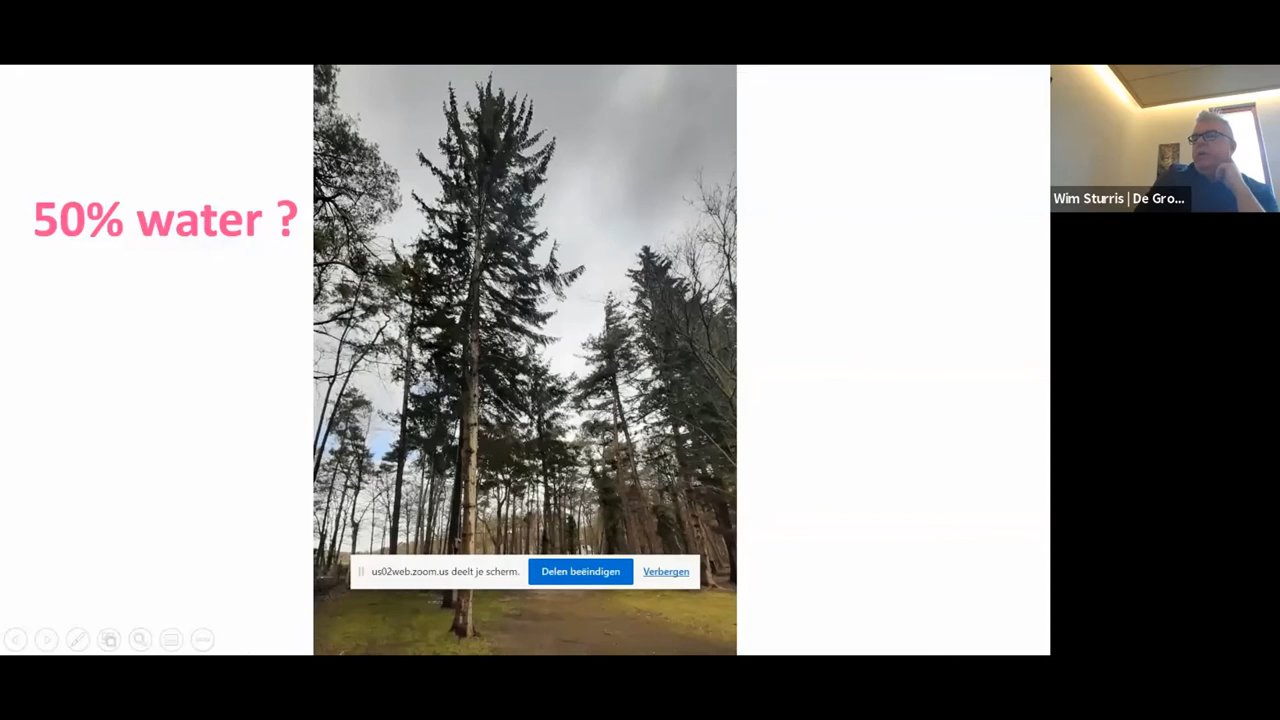 50% water ?
Wim Sturris | De Gro...
us02web.zoom.us deelt je scherm.
Delen beëindigen
Verbergen